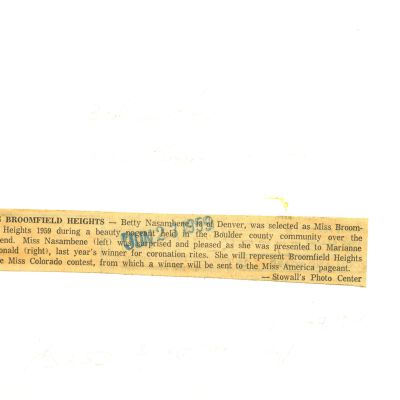 BROOMFIELD HEIGHTS — Betty Nasambene, of Denver, was selected as Miss Broom-
Heights 1959 during a beauty pageant held in the Boulder county community over the
end. Miss Nasambene (left) was surprised and pleased as she was presented to Marianne
onald (right), last year's winner for coronation rites. She will represent Broomfield Heights
e Miss Colorado contest, from which a winner will be sent to the Miss America pageant.
— Stowall's Photo Center
JUN 23 1959